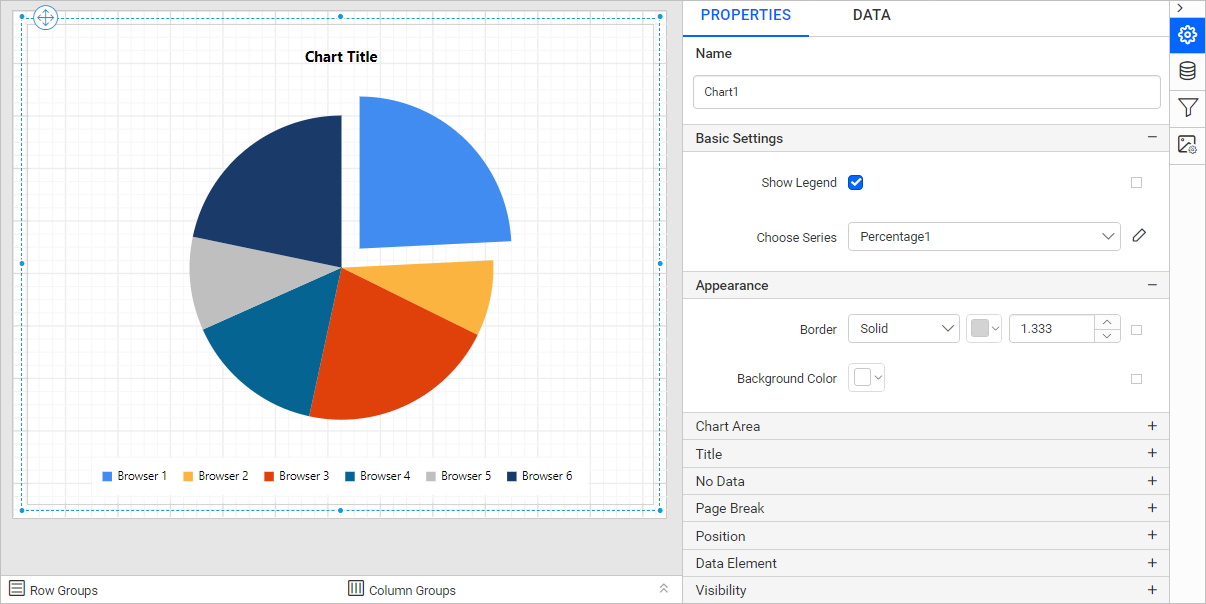 Chart Title
Browser 1 Browser 2 Browser 3 Browser 4 Browser 5 Browser 6
Row Groups
Column Groups
PROPERTIES
DATA
Name
Chart1
Basic Settings
Show Legend
Choose Series Percentage1
Appearance
Border Solid 1.333
Background Color
Chart Area
Title
No Data
Page Break
Position
Data Element
Visibility